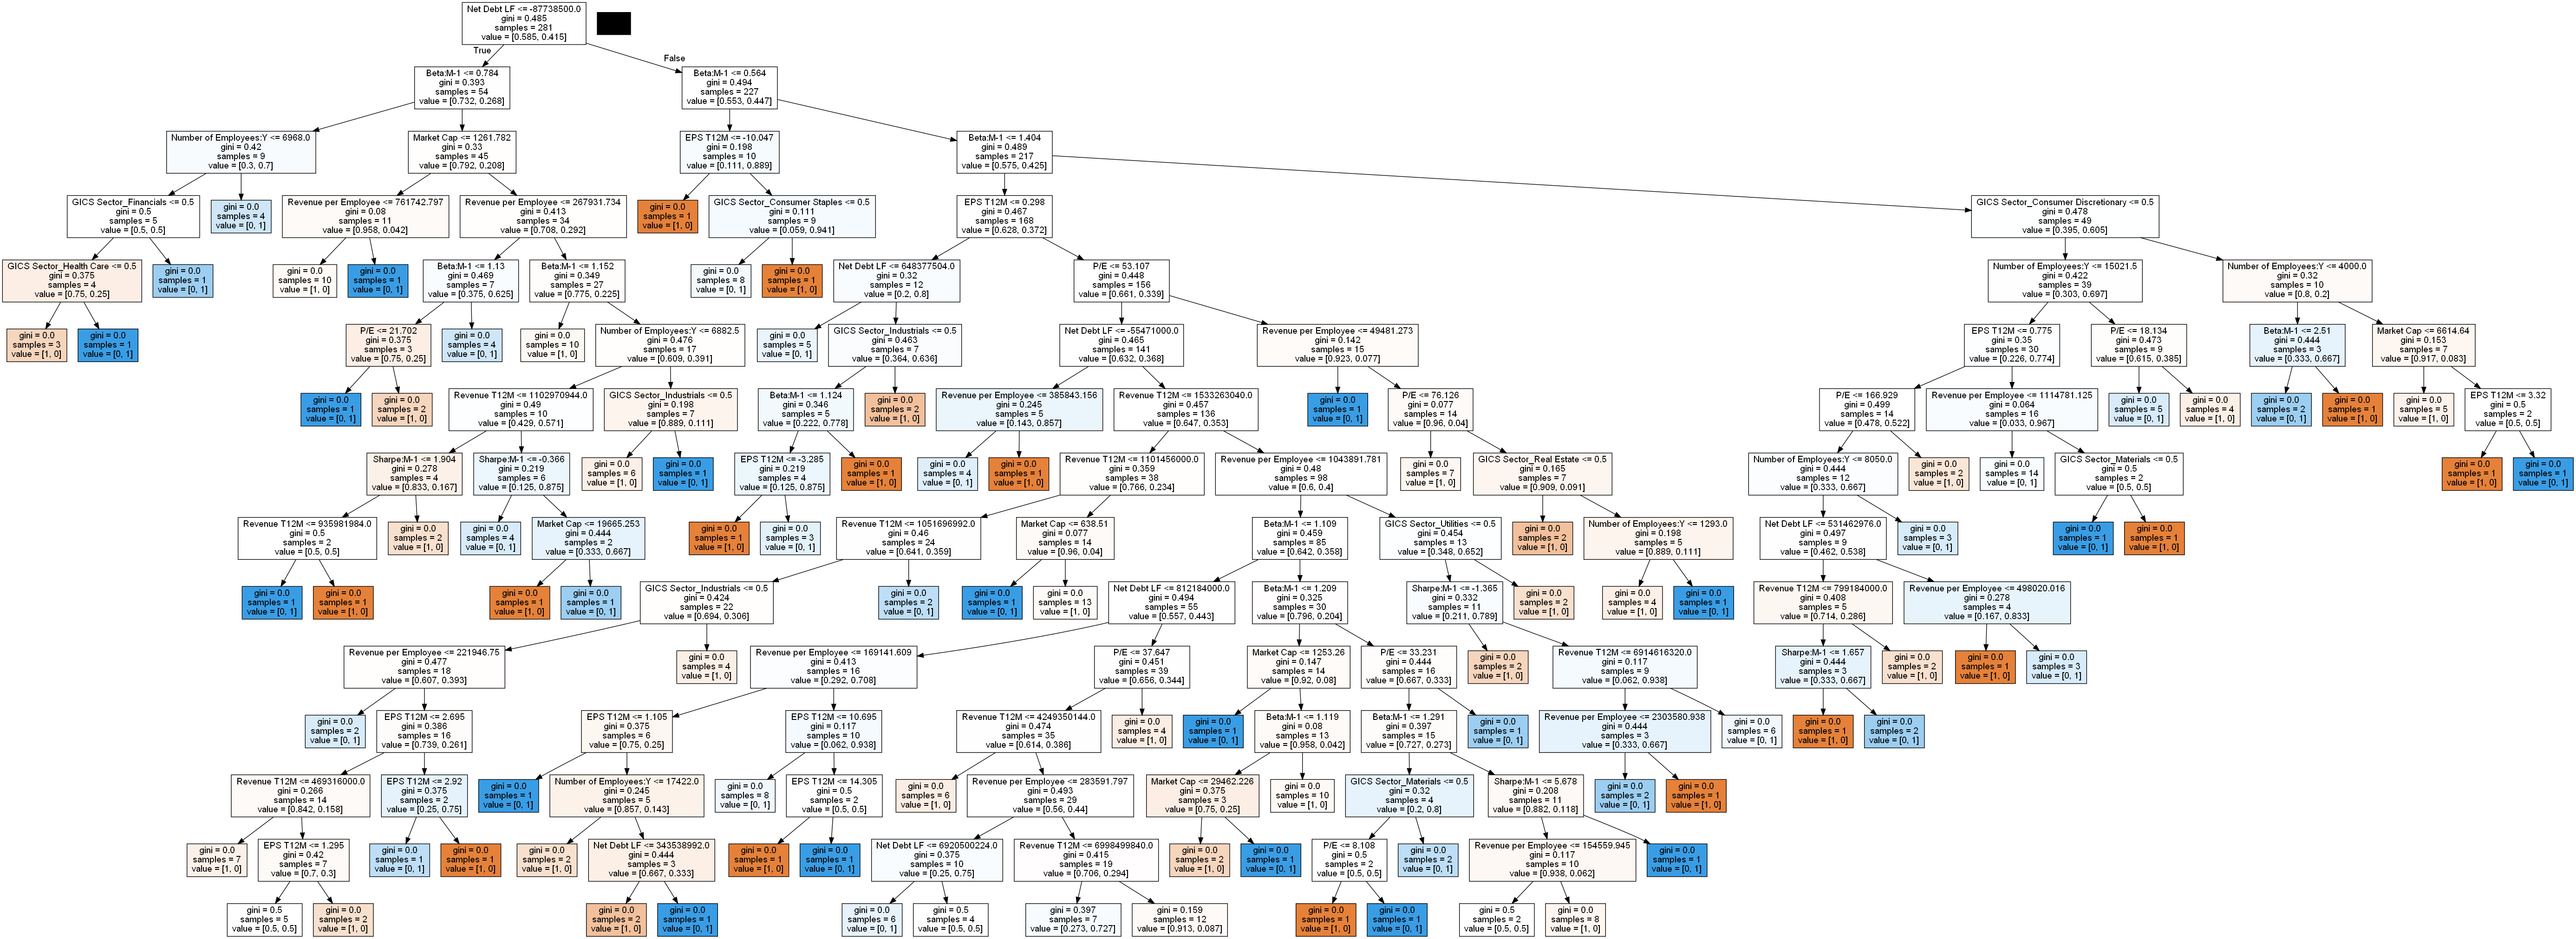 Net Debt LF <= -87738500.0
gini = 0.485
samples = 281
value = [0.585, 0.415]
True
False
Beta:M-1 <= 0.784
gini = 0.393
samples = 54
value = [0.732, 0.268]
Beta:M-1 <= 0.564
gini = 0.494
samples = 227
value = [0.553, 0.447]
Number of Employees:Y <= 6968.0
gini = 0.42
samples = 9
value = [0.3, 0.7]
Market Cap <= 1261.782
gini = 0.33
samples = 45
value = [0.792, 0.208]
EPS T12M <= -10.047
gini = 0.198
samples = 10
value = [0.111, 0.889]
Beta:M-1 <= 1.404
gini = 0.489
samples = 217
value = [0.575, 0.425]
GICS Sector_Financials <= 0.5
gini = 0.5
samples = 5
value = [0.5, 0.5]
gini = 0.0
samples = 4
value = [0, 1]
Revenue per Employee <= 761742.797
gini = 0.08
samples = 11
value = [0.958, 0.042]
Revenue per Employee <= 267931.734
gini = 0.413
samples = 34
value = [0.708, 0.292]
gini = 0.0
samples = 1
value = [1, 0]
GICS Sector_Consumer Staples <= 0.5
gini = 0.111
samples = 9
value = [0.059, 0.941]
EPS T12M <= 0.298
gini = 0.467
samples = 168
value = [0.628, 0.372]
GICS Sector_Consumer Discretionary <= 0.5
gini = 0.478
samples = 49
value = [0.395, 0.605]
GICS Sector_Health Care <= 0.5
gini = 0.375
samples = 4
value = [0.75, 0.25]
gini = 0.0
samples = 1
value = [0, 1]
gini = 0.0
samples = 10
value = [1, 0]
gini = 0.0
samples = 1
value = [0, 1]
Beta:M-1 <= 1.13
gini = 0.469
samples = 7
value = [0.375, 0.625]
Beta:M-1 <= 1.152
gini = 0.349
samples = 27
value = [0.775, 0.225]
gini = 0.0
samples = 8
value = [0, 1]
gini = 0.0
samples = 1
value = [1, 0]
Net Debt LF <= 648377504.0
gini = 0.32
samples = 12
value = [0.2, 0.8]
P/E <= 53.107
gini = 0.448
samples = 156
value = [0.661, 0.339]
Number of Employees:Y <= 15021.5
gini = 0.422
samples = 39
value = [0.303, 0.697]
Number of Employees:Y <= 4000.0
gini = 0.32
samples = 10
value = [0.8, 0.2]
gini = 0.0
samples = 3
value = [1, 0]
gini = 0.0
samples = 1
value = [0, 1]
P/E <= 21.702
gini = 0.375
samples = 3
value = [0.75, 0.25]
gini = 0.0
samples = 4
value = [0, 1]
gini = 0.0
samples = 10
value = [1, 0]
Number of Employees:Y <= 6882.5
gini = 0.476
samples = 17
value = [0.609, 0.391]
gini = 0.0
samples = 5
value = [0, 1]
GICS Sector_Industrials <= 0.5
gini = 0.463
samples = 7
value = [0.364, 0.636]
Net Debt LF <= -55471000.0
gini = 0.465
samples = 141
value = [0.632, 0.368]
Revenue per Employee <= 49481.273
gini = 0.142
samples = 15
value = [0.923, 0.077]
EPS T12M <= 0.775
gini = 0.35
samples = 30
value = [0.226, 0.774]
P/E <= 18.134
gini = 0.473
samples = 9
value = [0.615, 0.385]
Beta:M-1 <= 2.51
gini = 0.444
samples = 3
value = [0.333, 0.667]
Market Cap <= 6614.64
gini = 0.153
samples = 7
value = [0.917, 0.083]
gini = 0.0
samples = 1
value = [0, 1]
gini = 0.0
samples = 2
value = [1, 0]
Revenue T12M <= 1102970944.0
gini = 0.49
samples = 10
value = [0.429, 0.571]
GICS Sector_Industrials <= 0.5
gini = 0.198
samples = 7
value = [0.889, 0.111]
Beta:M-1 <= 1.124
gini = 0.346
samples = 5
value = [0.222, 0.778]
gini = 0.0
samples = 2
value = [1, 0]
Revenue per Employee <= 385843.156
gini = 0.245
samples = 5
value = [0.143, 0.857]
Revenue T12M <= 1533263040.0
gini = 0.457
samples = 136
value = [0.647, 0.353]
gini = 0.0
samples = 1
value = [0, 1]
P/E <= 76.126
gini = 0.077
samples = 14
value = [0.96, 0.04]
P/E <= 166.929
gini = 0.499
samples = 14
value = [0.478, 0.522]
Revenue per Employee <= 1114781.125
gini = 0.064
samples = 16
value = [0.033, 0.967]
gini = 0.0
samples = 5
value = [0, 1]
gini = 0.0
samples = 4
value = [1, 0]
gini = 0.0
samples = 2
value = [0, 1]
gini = 0.0
samples = 1
value = [1, 0]
gini = 0.0
samples = 5
value = [1, 0]
EPS T12M <= 3.32
gini = 0.5
samples = 2
value = [0.5, 0.5]
Sharpe:M-1 <= 1.904
gini = 0.278
samples = 4
value = [0.833, 0.167]
Sharpe:M-1 <= -0.366
gini = 0.219
samples = 6
value = [0.125, 0.875]
gini = 0.0
samples = 6
value = [1, 0]
gini = 0.0
samples = 1
value = [0, 1]
EPS T12M <= -3.285
gini = 0.219
samples = 4
value = [0.125, 0.875]
gini = 0.0
samples = 1
value = [1, 0]
gini = 0.0
samples = 4
value = [0, 1]
gini = 0.0
samples = 1
value = [1, 0]
Revenue T12M <= 1101456000.0
gini = 0.359
samples = 38
value = [0.766, 0.234]
Revenue per Employee <= 1043891.781
gini = 0.48
samples = 98
value = [0.6, 0.4]
gini = 0.0
samples = 7
value = [1, 0]
GICS Sector_Real Estate <= 0.5
gini = 0.165
samples = 7
value = [0.909, 0.091]
Number of Employees:Y <= 8050.0
gini = 0.444
samples = 12
value = [0.333, 0.667]
gini = 0.0
samples = 2
value = [1, 0]
gini = 0.0
samples = 14
value = [0, 1]
GICS Sector_Materials <= 0.5
gini = 0.5
samples = 2
value = [0.5, 0.5]
gini = 0.0
samples = 1
value = [1, 0]
gini = 0.0
samples = 1
value = [0, 1]
Revenue T12M <= 935981984.0
gini = 0.5
samples = 2
value = [0.5, 0.5]
gini = 0.0
samples = 2
value = [1, 0]
gini = 0.0
samples = 4
value = [0, 1]
Market Cap <= 19665.253
gini = 0.444
samples = 2
value = [0.333, 0.667]
gini = 0.0
samples = 1
value = [1, 0]
gini = 0.0
samples = 3
value = [0, 1]
Revenue T12M <= 1051696992.0
gini = 0.46
samples = 24
value = [0.641, 0.359]
Market Cap <= 638.51
gini = 0.077
samples = 14
value = [0.96, 0.04]
Beta:M-1 <= 1.109
gini = 0.459
samples = 85
value = [0.642, 0.358]
GICS Sector_Utilities <= 0.5
gini = 0.454
samples = 13
value = [0.348, 0.652]
gini = 0.0
samples = 2
value = [1, 0]
Number of Employees:Y <= 1293.0
gini = 0.198
samples = 5
value = [0.889, 0.111]
Net Debt LF <= 531462976.0
gini = 0.497
samples = 9
value = [0.462, 0.538]
gini = 0.0
samples = 3
value = [0, 1]
gini = 0.0
samples = 1
value = [0, 1]
gini = 0.0
samples = 1
value = [1, 0]
gini = 0.0
samples = 1
value = [0, 1]
gini = 0.0
samples = 1
value = [1, 0]
gini = 0.0
samples = 1
value = [1, 0]
gini = 0.0
samples = 1
value = [0, 1]
GICS Sector_Industrials <= 0.5
gini = 0.424
samples = 22
value = [0.694, 0.306]
gini = 0.0
samples = 2
value = [0, 1]
gini = 0.0
samples = 1
value = [0, 1]
gini = 0.0
samples = 13
value = [1, 0]
Net Debt LF <= 812184000.0
gini = 0.494
samples = 55
value = [0.557, 0.443]
Beta:M-1 <= 1.209
gini = 0.325
samples = 30
value = [0.796, 0.204]
Sharpe:M-1 <= -1.365
gini = 0.332
samples = 11
value = [0.211, 0.789]
gini = 0.0
samples = 2
value = [1, 0]
gini = 0.0
samples = 4
value = [1, 0]
gini = 0.0
samples = 1
value = [0, 1]
Revenue T12M <= 799184000.0
gini = 0.408
samples = 5
value = [0.714, 0.286]
Revenue per Employee <= 498020.016
gini = 0.278
samples = 4
value = [0.167, 0.833]
Revenue per Employee <= 221946.75
gini = 0.477
samples = 18
value = [0.607, 0.393]
gini = 0.0
samples = 4
value = [1, 0]
Revenue per Employee <= 169141.609
gini = 0.413
samples = 16
value = [0.292, 0.708]
P/E <= 37.647
gini = 0.451
samples = 39
value = [0.656, 0.344]
Market Cap <= 1253.26
gini = 0.147
samples = 14
value = [0.92, 0.08]
P/E <= 33.231
gini = 0.444
samples = 16
value = [0.667, 0.333]
gini = 0.0
samples = 2
value = [1, 0]
Revenue T12M <= 6914616320.0
gini = 0.117
samples = 9
value = [0.062, 0.938]
Sharpe:M-1 <= 1.657
gini = 0.444
samples = 3
value = [0.333, 0.667]
gini = 0.0
samples = 2
value = [1, 0]
gini = 0.0
samples = 1
value = [1, 0]
gini = 0.0
samples = 3
value = [0, 1]
gini = 0.0
samples = 2
value = [0, 1]
EPS T12M <= 2.695
gini = 0.386
samples = 16
value = [0.739, 0.261]
EPS T12M <= 1.105
gini = 0.375
samples = 6
value = [0.75, 0.25]
EPS T12M <= 10.695
gini = 0.117
samples = 10
value = [0.062, 0.938]
Revenue T12M <= 4249350144.0
gini = 0.474
samples = 35
value = [0.614, 0.386]
gini = 0.0
samples = 4
value = [1, 0]
gini = 0.0
samples = 1
value = [0, 1]
Beta:M-1 <= 1.119
gini = 0.08
samples = 13
value = [0.958, 0.042]
Beta:M-1 <= 1.291
gini = 0.397
samples = 15
value = [0.727, 0.273]
gini = 0.0
samples = 1
value = [0, 1]
Revenue per Employee <= 2303580.938
gini = 0.444
samples = 3
value = [0.333, 0.667]
gini = 0.0
samples = 6
value = [0, 1]
gini = 0.0
samples = 1
value = [1, 0]
gini = 0.0
samples = 2
value = [0, 1]
Revenue T12M <= 469316000.0
gini = 0.266
samples = 14
value = [0.842, 0.158]
EPS T12M <= 2.92
gini = 0.375
samples = 2
value = [0.25, 0.75]
gini = 0.0
samples = 1
value = [0, 1]
Number of Employees:Y <= 17422.0
gini = 0.245
samples = 5
value = [0.857, 0.143]
gini = 0.0
samples = 8
value = [0, 1]
EPS T12M <= 14.305
gini = 0.5
samples = 2
value = [0.5, 0.5]
gini = 0.0
samples = 6
value = [1, 0]
Revenue per Employee <= 283591.797
gini = 0.493
samples = 29
value = [0.56, 0.44]
Market Cap <= 29462.226
gini = 0.375
samples = 3
value = [0.75, 0.25]
gini = 0.0
samples = 10
value = [1, 0]
GICS Sector_Materials <= 0.5
gini = 0.32
samples = 4
value = [0.2, 0.8]
Sharpe:M-1 <= 5.678
gini = 0.208
samples = 11
value = [0.882, 0.118]
gini = 0.0
samples = 2
value = [0, 1]
gini = 0.0
samples = 1
value = [1, 0]
gini = 0.0
samples = 7
value = [1, 0]
EPS T12M <= 1.295
gini = 0.42
samples = 7
value = [0.7, 0.3]
gini = 0.0
samples = 1
value = [0, 1]
gini = 0.0
samples = 1
value = [1, 0]
gini = 0.0
samples = 2
value = [1, 0]
Net Debt LF <= 343538992.0
gini = 0.444
samples = 3
value = [0.667, 0.333]
gini = 0.0
samples = 1
value = [1, 0]
gini = 0.0
samples = 1
value = [0, 1]
Net Debt LF <= 6920500224.0
gini = 0.375
samples = 10
value = [0.25, 0.75]
Revenue T12M <= 6998499840.0
gini = 0.415
samples = 19
value = [0.706, 0.294]
gini = 0.0
samples = 2
value = [1, 0]
gini = 0.0
samples = 1
value = [0, 1]
P/E <= 8.108
gini = 0.5
samples = 2
value = [0.5, 0.5]
gini = 0.0
samples = 2
value = [0, 1]
Revenue per Employee <= 154559.945
gini = 0.117
samples = 10
value = [0.938, 0.062]
gini = 0.0
samples = 1
value = [0, 1]
gini = 0.5
samples = 5
value = [0.5, 0.5]
gini = 0.0
samples = 2
value = [1, 0]
gini = 0.0
samples = 2
value = [1, 0]
gini = 0.0
samples = 1
value = [0, 1]
gini = 0.0
samples = 6
value = [0, 1]
gini = 0.5
samples = 4
value = [0.5, 0.5]
gini = 0.397
samples = 7
value = [0.273, 0.727]
gini = 0.159
samples = 12
value = [0.913, 0.087]
gini = 0.0
samples = 1
value = [1, 0]
gini = 0.0
samples = 1
value = [0, 1]
gini = 0.5
samples = 2
value = [0.5, 0.5]
gini = 0.0
samples = 8
value = [1, 0]